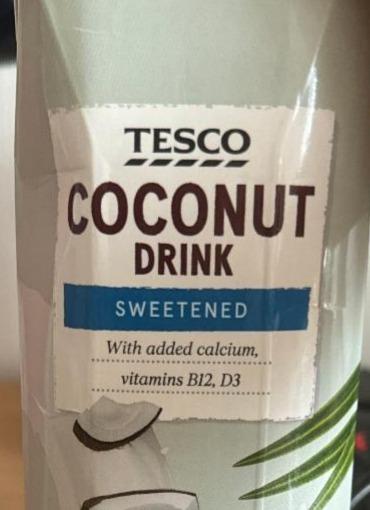 TESCO
COCONUT
DRINK
SWEETENED
With added calcium,
vitamins B12, D3